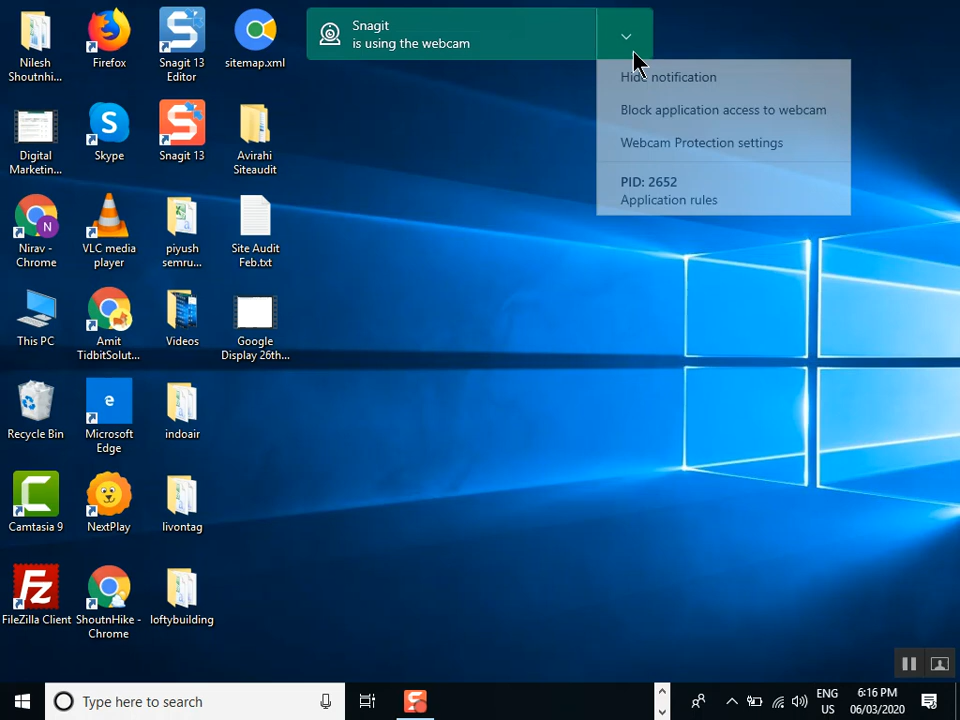 Snagit
is using the webcam
Hide notification
Block application access to webcam
Webcam Protection settings
PID: 2652
Application rules
Nilesh
Shoutnhi...
Firefox
Snagit 13
Editor
sitemap.xml
Digital
Marketin...
Skype
Snagit 13
Avirahi
Siteaudit
Nirav -
Chrome
VLC media
player
piyush
semru...
Site Audit
Feb.txt
This PC
Amit
TidbitSolut...
Videos
Google
Display 26th...
Recycle Bin
Microsoft
Edge
indoair
Camtasia 9
NextPlay
livontag
FileZilla Client
ShoutnHike -
Chrome
loftybuilding
Type here to search
ENG
US
6:16 PM
06/03/2020